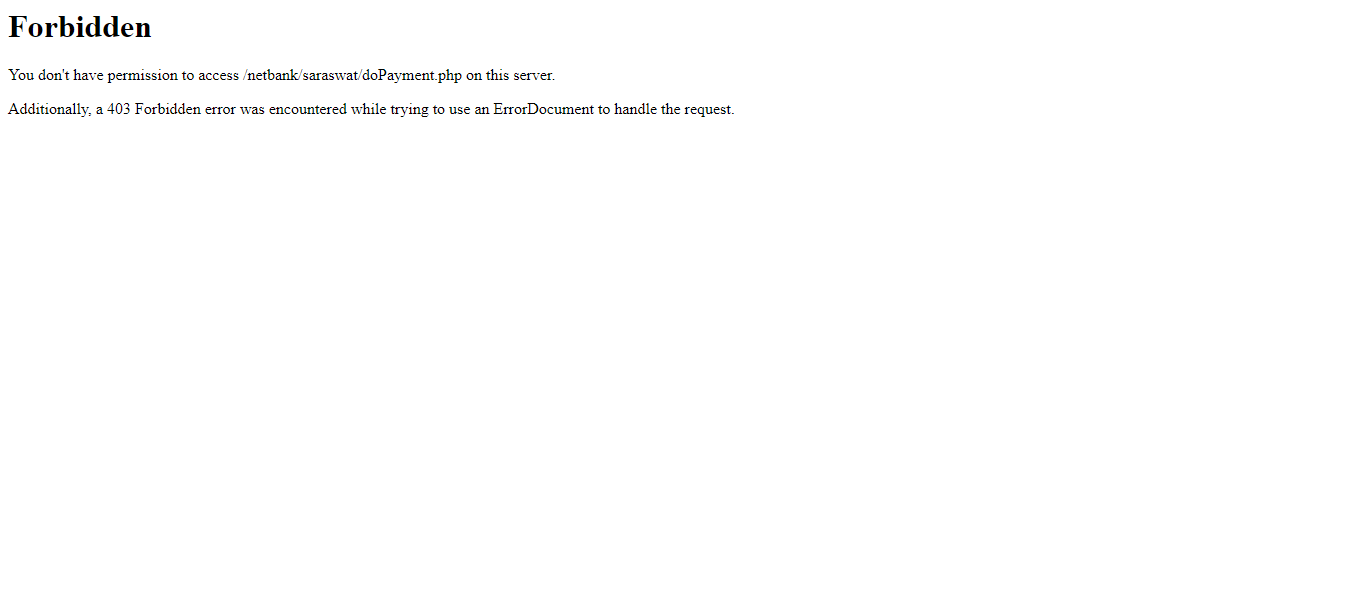 Forbidden
You don't have permission to access /netbank/saraswat/doPayment.php on this server.
Additionally, a 403 Forbidden error was encountered while trying to use an ErrorDocument to handle the request.